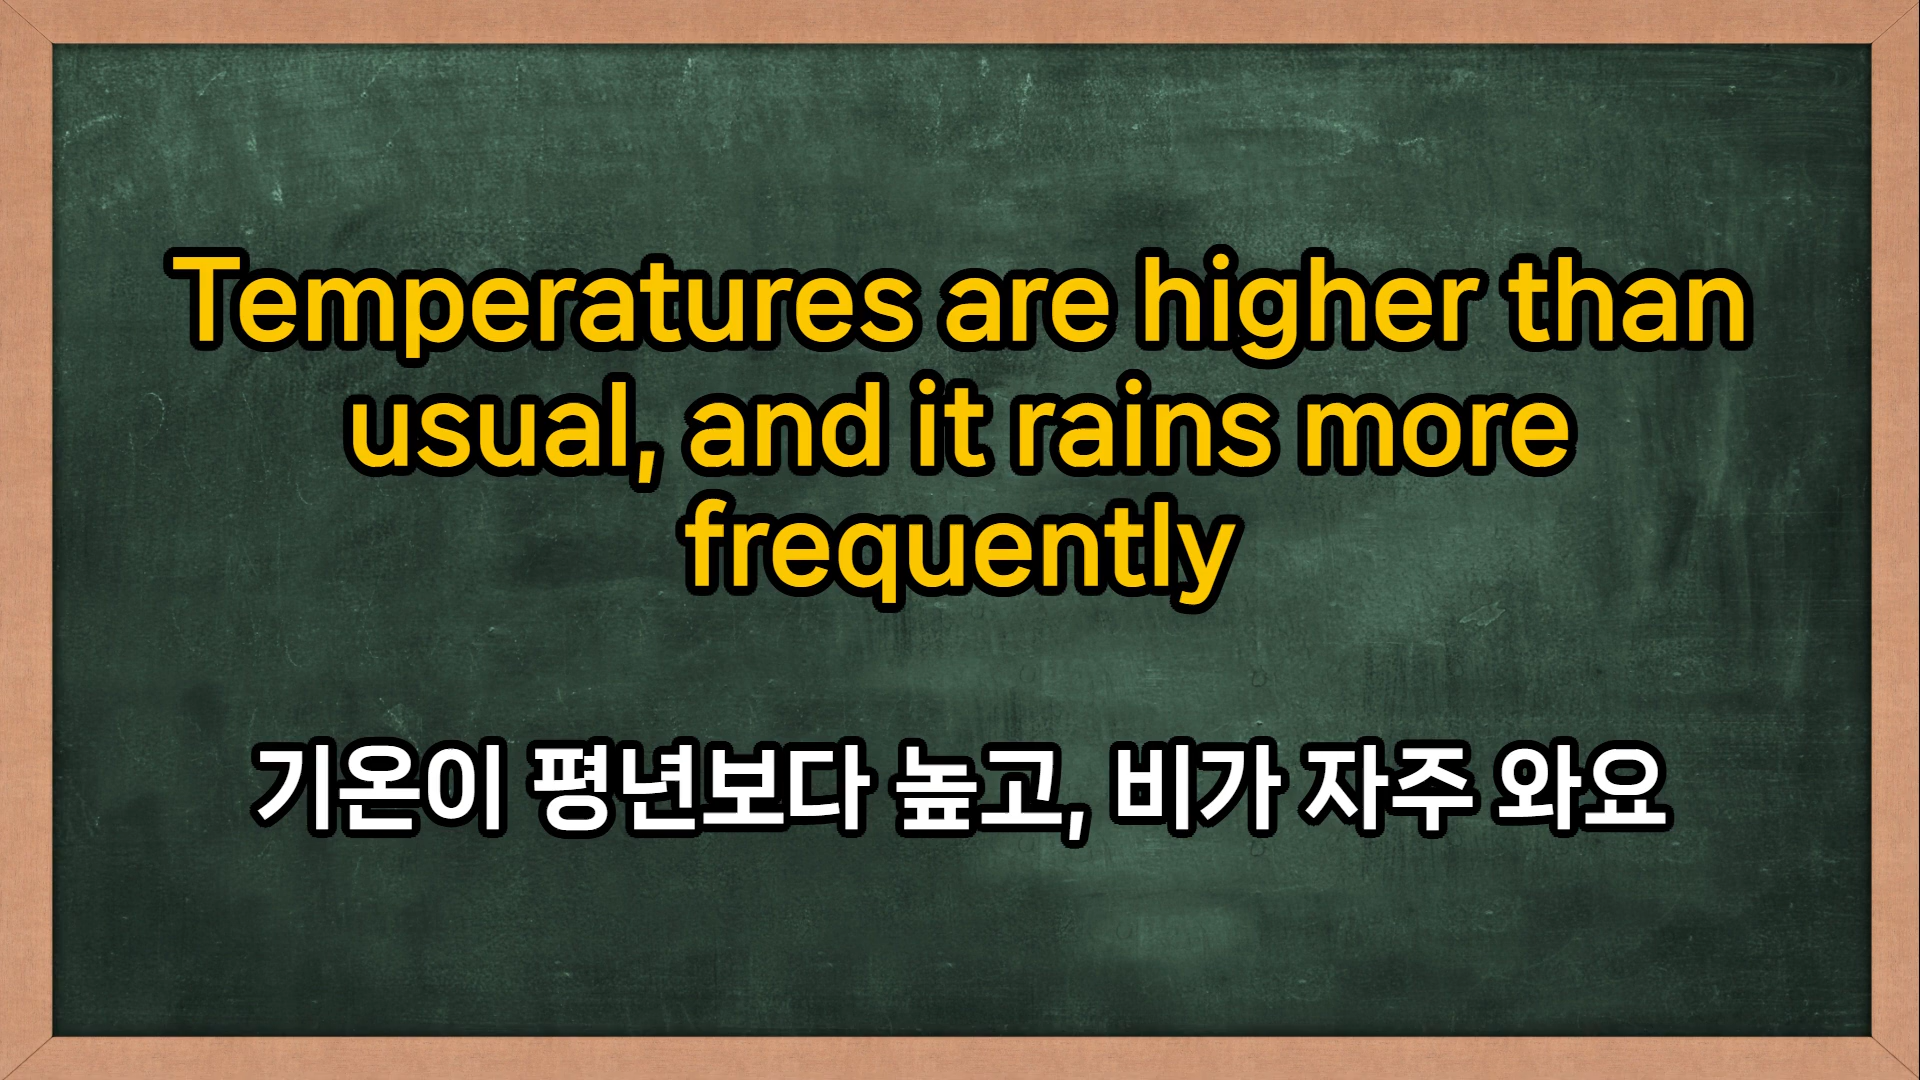 Temperatures are higher than
usual, and it rains more
frequently
기온이 평년보다 높고, 비가 자주 와요